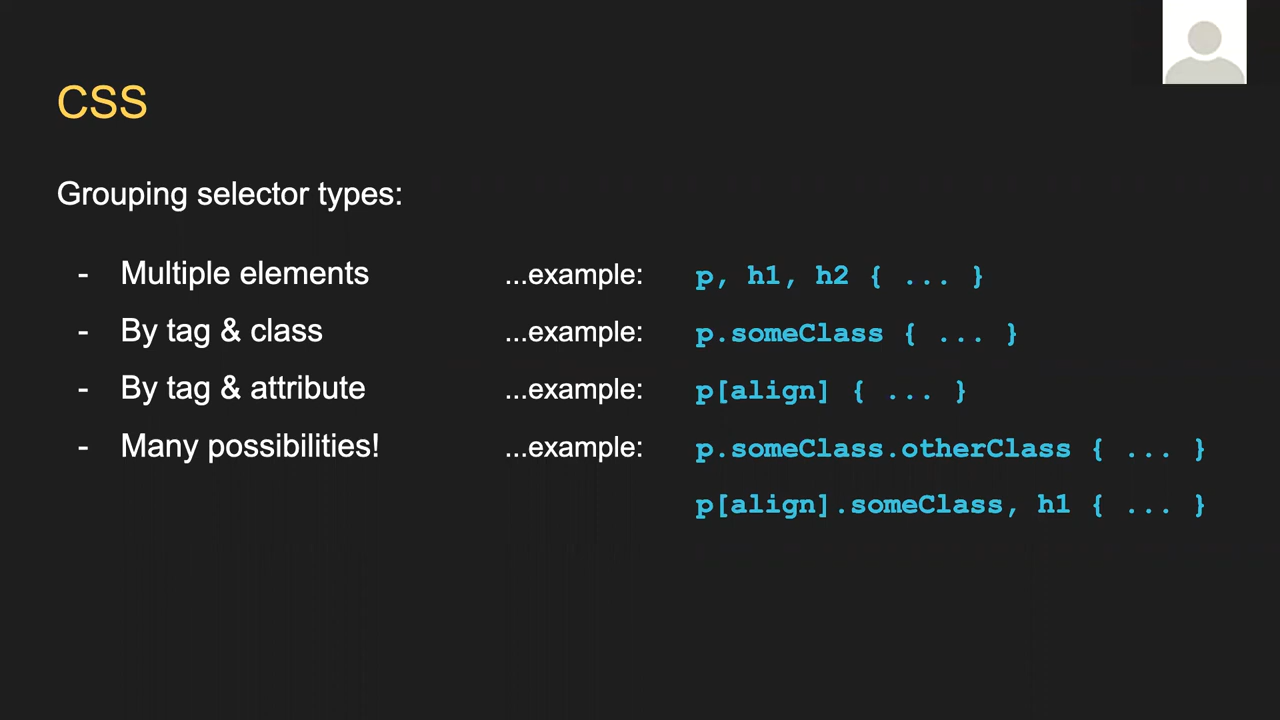 CSS
Grouping selector types:
- Multiple elements ...example: p, h1, h2 { ... }
- By tag & class ...example: p.someClass { ... }
- By tag & attribute ...example: p[align] { ... }
- Many possibilities! ...example: p.someClass.otherClass { ... }
p[align].someClass, h1 { ... }